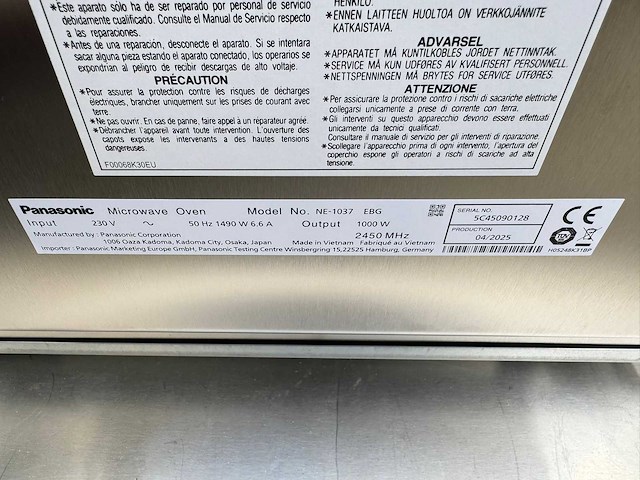 *Este aparato solo ha de ser reparado por personal de servicio
debidamente cualificado. Consulte el Manual de Servicio respecto
a las reparaciones.
*Antes de una reparación, desconecte el aparato. Si se intentara
sacar alguna pieza estando el aparato conectado, los operarios se
expondrían al peligro de recibir descargas de alto voltaje.
PRÉCAUTION
*Pour assurer la protection contre les risques de décharges
électriques, brancher uniquement sur les prises de courant avec
terre.
*Ne pas ouvrir. En cas de panne, faire appel à un réparateur agréé.
*Débrancher l'appareil avant toute intervention. L'ouverture des
capots expose les intervenants à des hautes tensions
dangereuses.
F00068K30EU
HENKILÖ.
*ENNEN LAITTEEN HUOLTOA ON VERKKOJÄNNITE
KATKAISTAVA.
ADVARSEL
*APPARATET MÅ KUN TILKOBLES JORDET NETTINNTAK.
*SERVICE MÅ KUN UDFØRES AV KVALIFISERT PERSONELL.
*NETTSPENNINGEN MÅ BRYTES FØR SERVICE UTFØRES.
ATTENZIONE
*Per assicurare la protezione contro i rischi di sacariche elettriche
collegarsi unicamente a prese di corrente con terra.
*Gli interventi su questo apparecchio devono essere effettuati
unicamente da tecnici qualificati.
Consultare il manuale di servizio per gli interventi di riparazione.
*Scollegare l'appareccchio prima di ogni intervento, l'apertura del
coperchio espone gli operatori a rischi di scariche ad alta
tensione.
Panasonic Microwave Oven Model No. NE-1037 EBG
Input 230 V ~ 50 Hz 1490 W 6.6 A Output 1000 W
Manufactured by : Panasonic Corporation 2450 MHz
1006 Oaza Kadoma, Kadoma City, Osaka, Japan Made in Vietnam Fabriqué au Vietnam
Importer : Panasonic Marketing Europe GmbH, Panasonic Testing Centre Winsbergring 15,22525 Hamburg, Germany
SERIAL NO.
5C45090128
PRODUCTION
04/2025
CE
TÜV
H05248K31BP